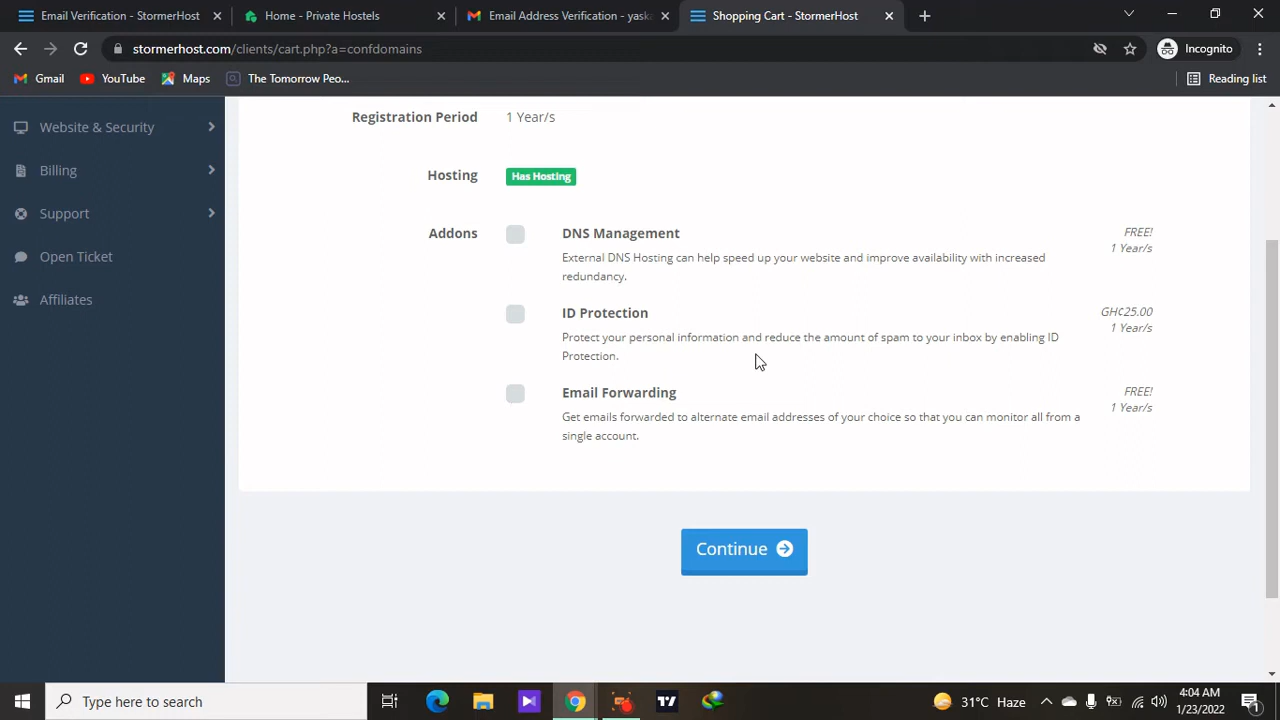 Email Verification - StormerHost
Home - Private Hostels
Email Address Verification - yaska
Shopping Cart - StormerHost
stormerhost.com/clients/cart.php?a=confdomains
Incognito
Gmail
YouTube
Maps
The Tomorrow Peo...
Reading list
Website & Security
Billing
Support
Open Ticket
Affiliates
Registration Period 1 Year/s
Hosting Has Hosting
Addons DNS Management FREE!
1 Year/s
External DNS Hosting can help speed up your website and improve availability with increased
redundancy.
ID Protection GH¢25.00
1 Year/s
Protect your personal information and reduce the amount of spam to your inbox by enabling ID
Protection.
Email Forwarding FREE!
1 Year/s
Get emails forwarded to alternate email addresses of your choice so that you can monitor all from a
single account.
Continue
Type here to search
31°C Haze
4:04 AM
1/23/2022